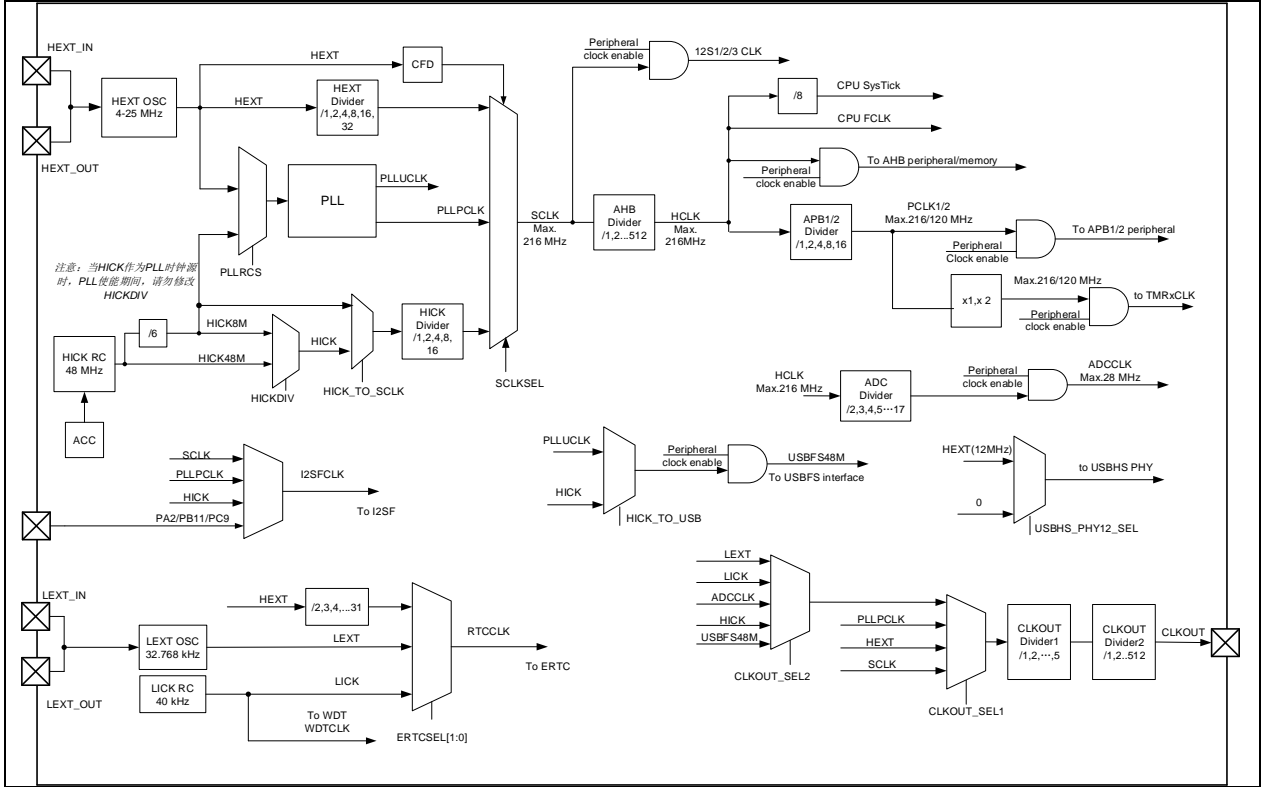 HEXT_IN
HEXT_OUT
HEXT OSC
4-25 MHz
HEXT
CFD
HEXT
HEXT
Divider
/1,2,4,8,16,
32
PLL
PLLUCLK
PLLPCLK
PLLRCS
注意：当HICK作为PLL时钟源
时，PLL使能期间，请勿修改
HICKDIV
HICK RC
48 MHz
/6
HICK8M
HICK48M
HICK
HICKDIV
HICK_TO_SCLK
HICK
Divider
/1,2,4,8,
16
ACC
SCLKSEL
SCLK
Max.
216 MHz
Peripheral
clock enable
12S1/2/3 CLK
AHB
Divider
/1,2...512
HCLK
Max.
216MHz
/8
CPU SysTick
CPU FCLK
Peripheral
clock enable
To AHB peripheral/memory
APB1/2
Divider
/1,2,4,8,16
PCLK1/2
Max.216/120 MHz
Peripheral
Clock enable
To APB1/2 peripheral
x1,x 2
Max.216/120 MHz
Peripheral
clock enable
to TMRxCLK
HCLK
Max.216 MHz
ADC
Divider
/2,3,4,5···17
Peripheral
clock enable
ADCCLK
Max.28 MHz
SCLK
PLLPCLK
HICK
PA2/PB11/PC9
I2SFCLK
To I2SF
PLLUCLK
HICK
HICK_TO_USB
Peripheral
clock enable
USBFS48M
To USBFS interface
HEXT(12MHz)
0
to USBHS PHY
USBHS_PHY12_SEL
LEXT_IN
LEXT_OUT
LEXT OSC
32.768 kHz
LICK RC
40 kHz
HEXT
/2,3,4,...31
LEXT
LICK
To WDT
WDTCLK
RTCCLK
To ERTC
ERTCSEL[1:0]
LEXT
LICK
ADCCLK
HICK
USBFS48M
CLKOUT_SEL2
PLLPCLK
HEXT
SCLK
CLKOUT_SEL1
CLKOUT
Divider1
/1,2,···,5
CLKOUT
Divider2
/1,2..512
CLKOUT